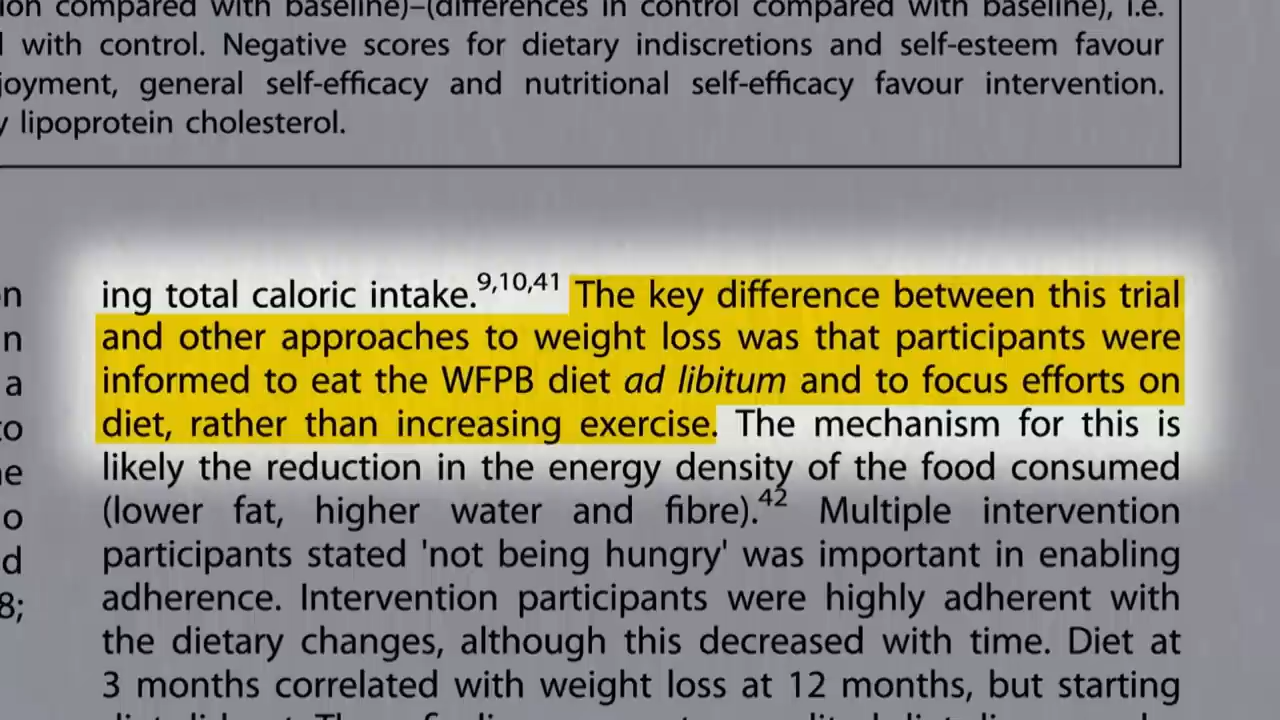 ion compared with baseline)–(differences in control compared with baseline), i.e.
with control. Negative scores for dietary indiscretions and self-esteem favour
joyment, general self-efficacy and nutritional self-efficacy favour intervention.
y lipoprotein cholesterol.
ing total caloric intake.9,10,41 The key difference between this trial
and other approaches to weight loss was that participants were
informed to eat the WFPB diet ad libitum and to focus efforts on
diet, rather than increasing exercise. The mechanism for this is
likely the reduction in the energy density of the food consumed
(lower fat, higher water and fibre).42 Multiple intervention
participants stated 'not being hungry' was important in enabling
adherence. Intervention participants were highly adherent with
the dietary changes, although this decreased with time. Diet at
3 months correlated with weight loss at 12 months, but starting